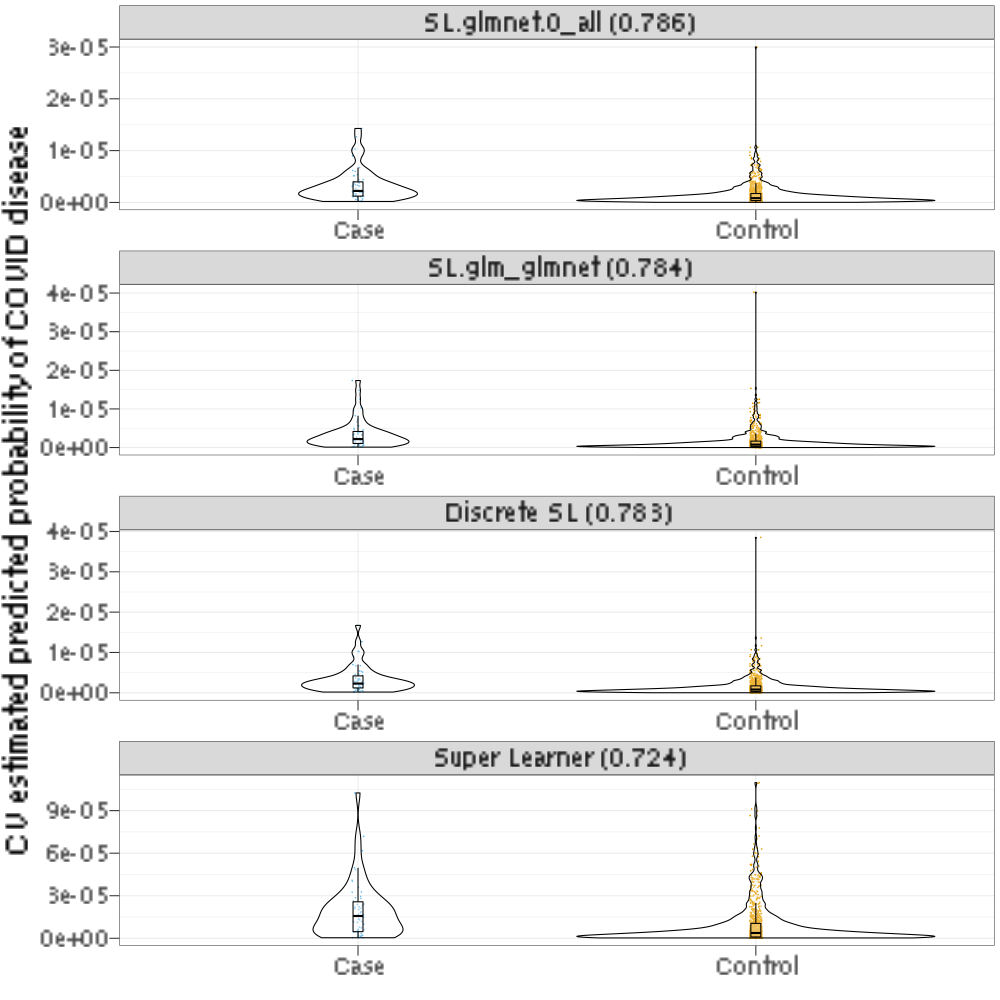 CV estimated predicted probability of COVID disease
SL.glmnet.0_all (0.786)
3e-05
2e-05
1e-05
0e+00
Case Control
SL.glm_glmnet (0.784)
4e-05
3e-05
2e-05
1e-05
0e+00
Case Control
Discrete SL (0.783)
4e-05
3e-05
2e-05
1e-05
0e+00
Case Control
Super Learner (0.724)
9e-05
6e-05
3e-05
0e+00
Case Control